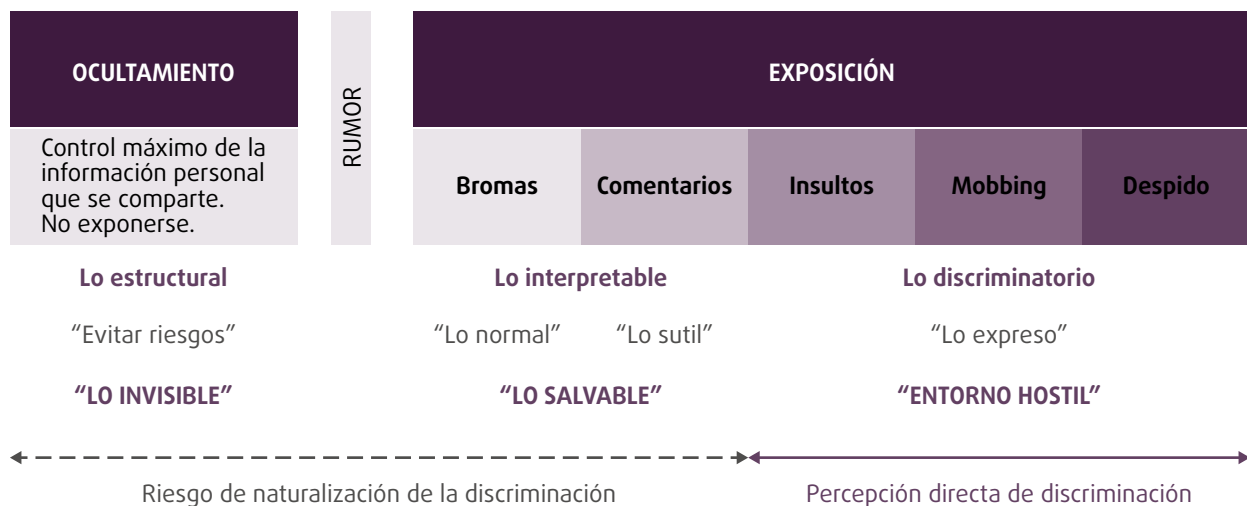 OCULTAMIENTO
Control máximo de la
información personal
que se comparte.
No exponerse.
RUMOR
EXPOSICIÓN
Bromas
Comentarios
Insultos
Mobbing
Despido
Lo estructural
Lo interpretable
Lo discriminatorio
“Evitar riesgos”
“Lo normal”
“Lo sutil”
“Lo expreso”
“LO INVISIBLE”
“LO SALVABLE”
“ENTORNO HOSTIL”
Riesgo de naturalización de la discriminación
Percepción directa de discriminación